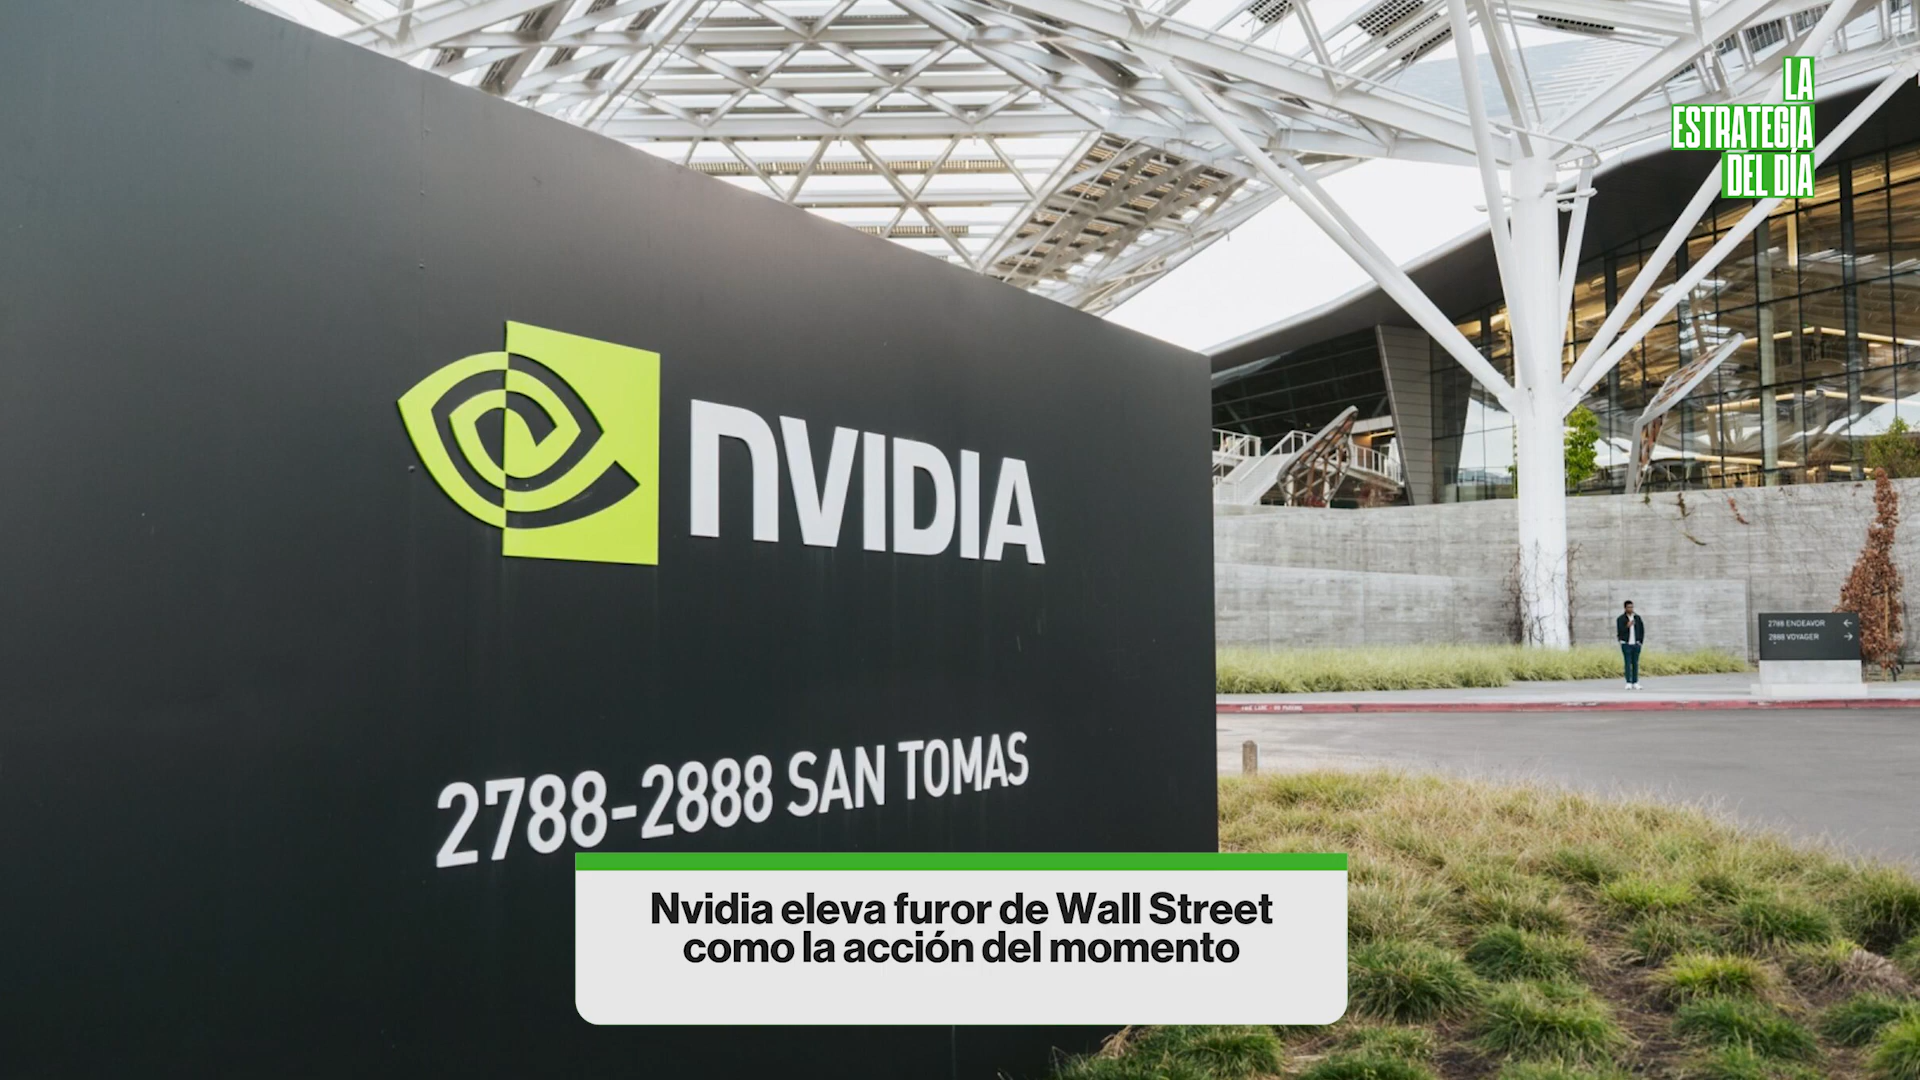 LA
ESTRATEGIA
DEL DÍA
NVIDIA
2788-2888 SAN TOMAS
2788 ENDEAVOR ←
2888 VOYAGER →
Nvidia eleva furor de Wall Street
como la acción del momento